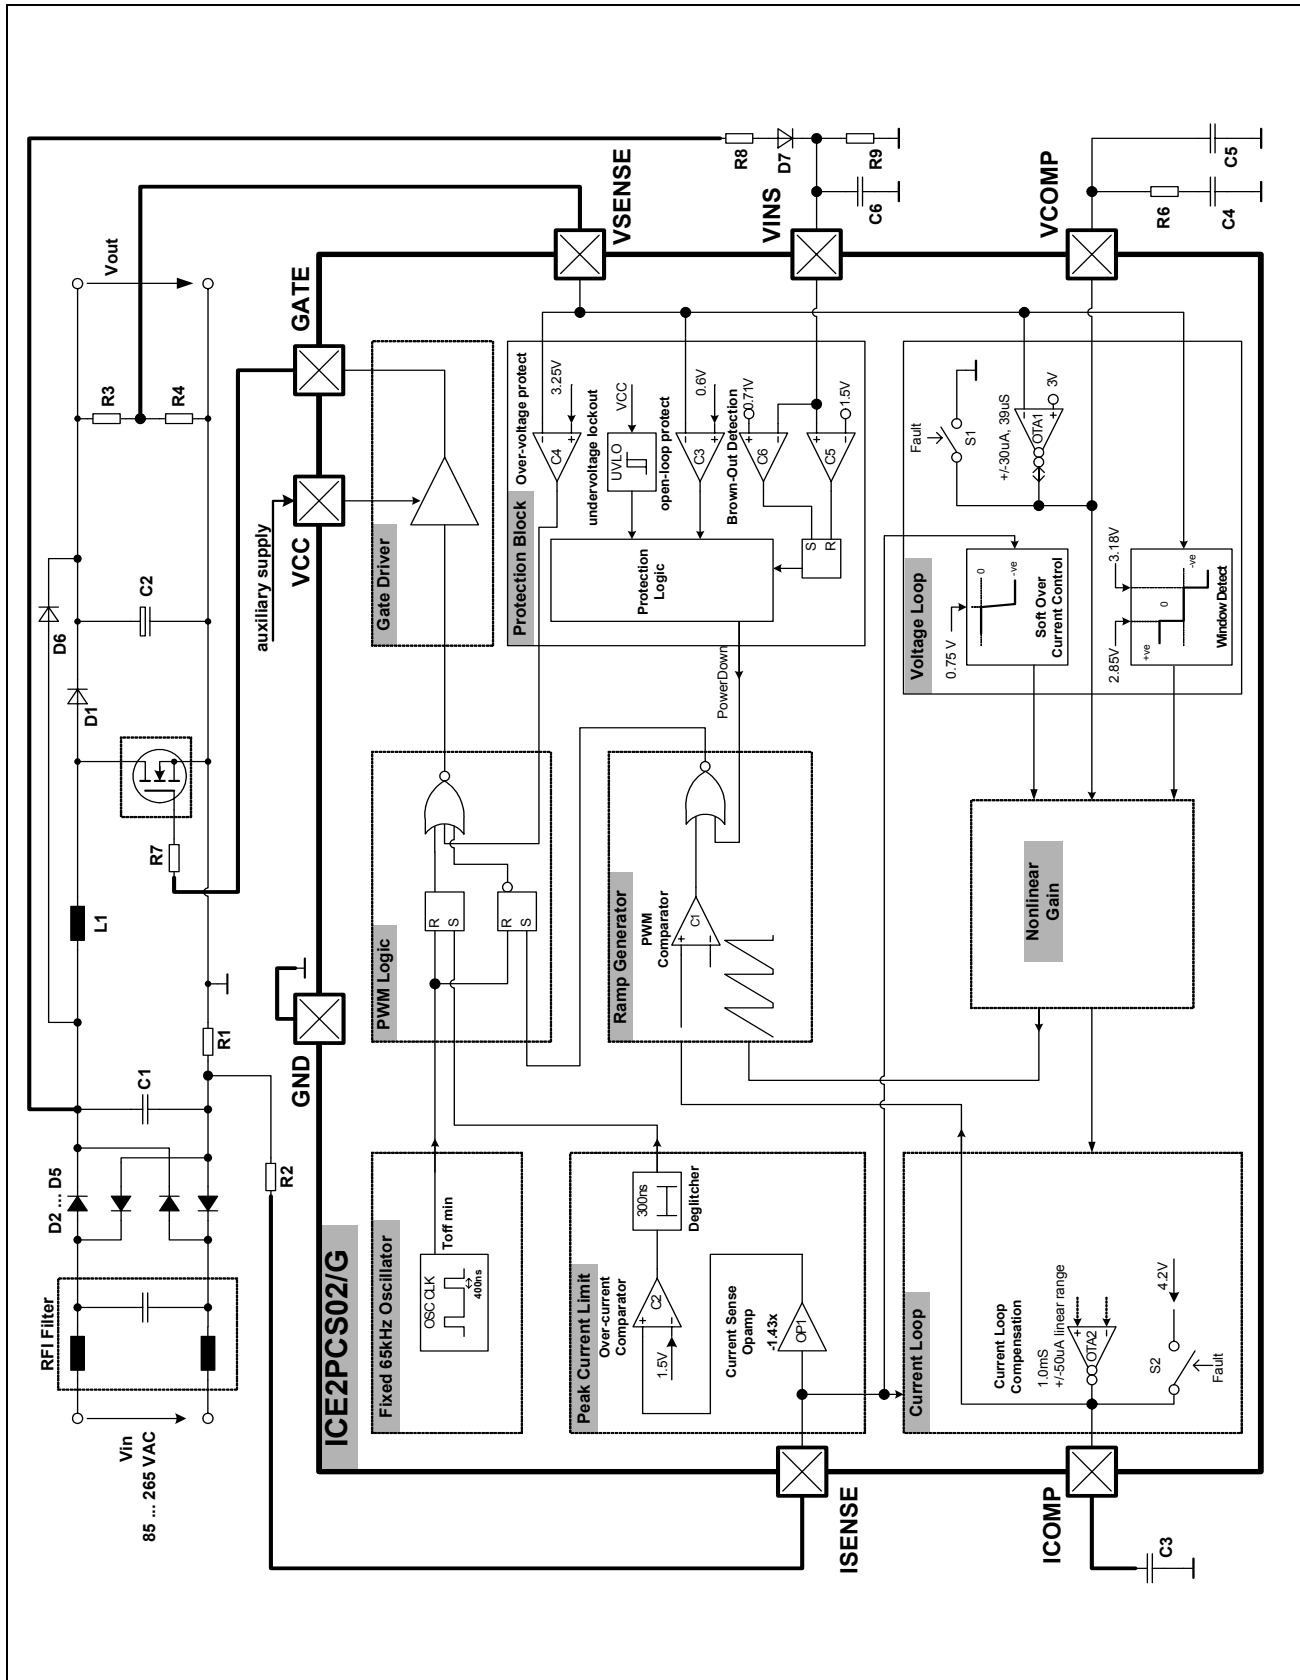 Vin
85 ... 265 VAC
RFI Filter
D2 ... D5
C1
R1
R2
L1
R7
D1
D6
C2
R3
R4
Vout
GND
auxiliary supply
VCC
GATE
VSENSE
R8
D7
R9
VINS
C6
VCOMP
R6
C4
C5
ICE2PCS02/G
Fixed 65kHz Oscillator
OSC CLK
400ns
Toff min
PWM Logic
R
S
R
S
Gate Driver
Peak Current Limit
Over-current
Comparator
1.5V
+
-
C2
300ns
Deglitcher
Current Sense
Opamp
-1.43x
OP1
Ramp Generator
PWM
Comparator
+
-
C1
PowerDown
Protection Block
Over-voltage protect
3.25V
-
+
C4
undervoltage lockout
VCC
UVLO
open-loop protect
0.6V
-
+
C3
Brown-Out Detection
0.71V
+
-
C6
1.5V
+
-
C5
S
R
Protection
Logic
Current Loop
Current Loop
Compensation
1.0mS
+/-50uA linear range
+
-
OTA2
4.2V
S2
Fault
Nonlinear
Gain
Voltage Loop
0.75 V
0
-ve
Soft Over
Current Control
2.85V
3.18V
+ve
0
-ve
Window Detect
Fault
S1
+/-30uA, 39uS
-
+
OTA1
3V
ISENSE
ICOMP
C3